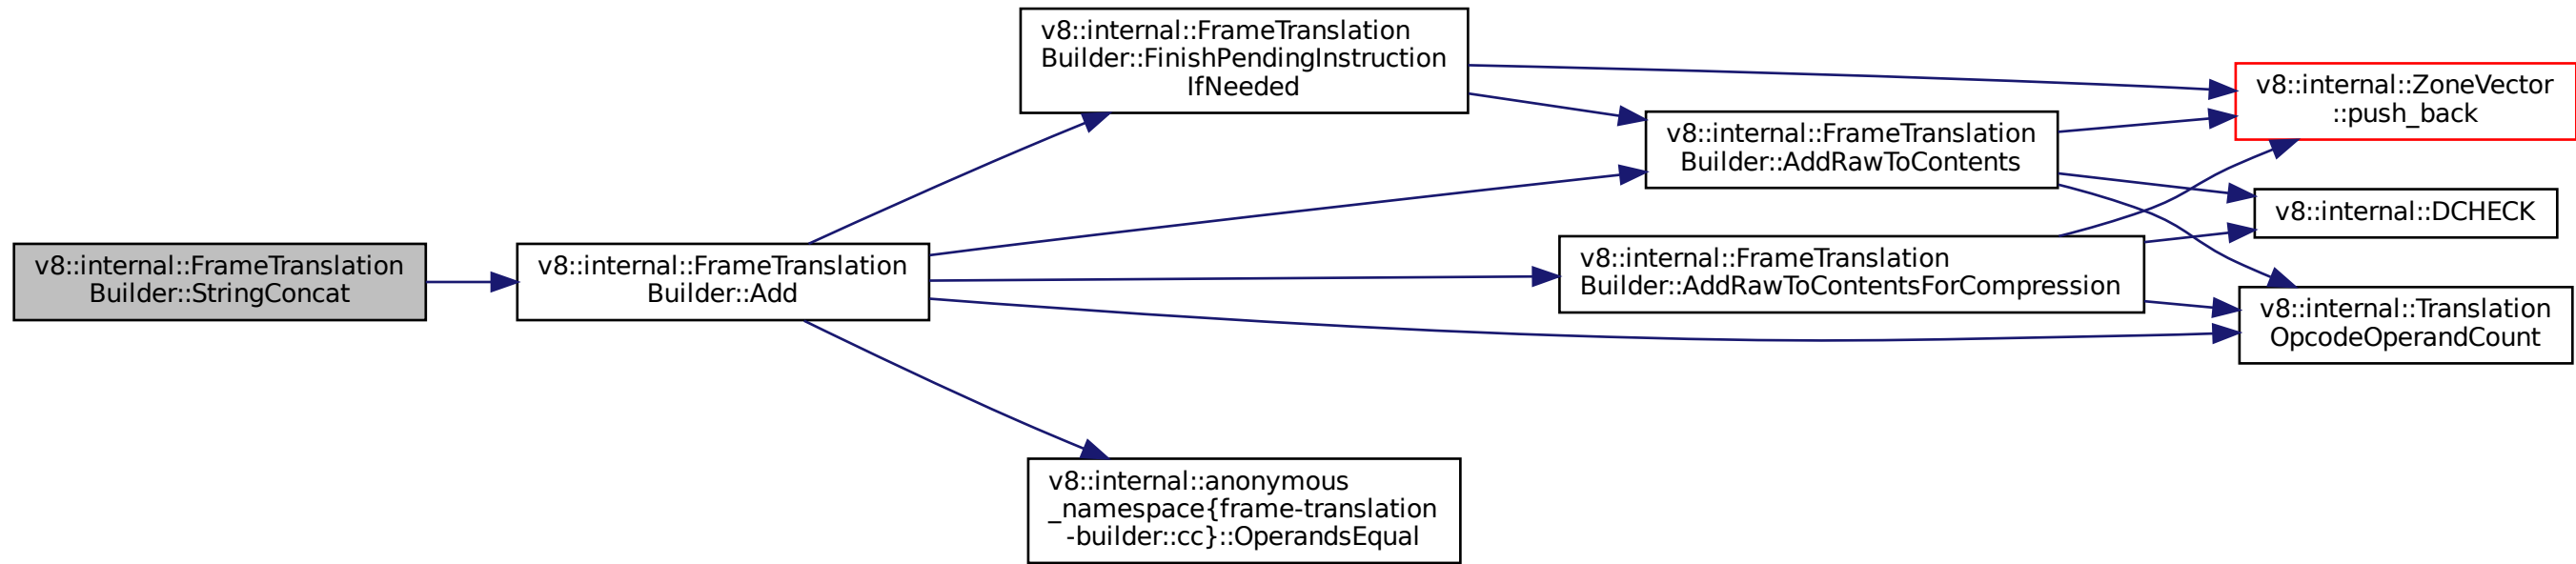 v8::internal::FrameTranslation
Builder::StringConcat
v8::internal::FrameTranslation
Builder::Add
v8::internal::FrameTranslation
Builder::FinishPendingInstruction
IfNeeded
v8::internal::FrameTranslation
Builder::AddRawToContents
v8::internal::FrameTranslation
Builder::AddRawToContentsForCompression
v8::internal::anonymous
_namespace{frame-translation
-builder::cc}::OperandsEqual
v8::internal::ZoneVector
::push_back
v8::internal::DCHECK
v8::internal::Translation
OpcodeOperandCount